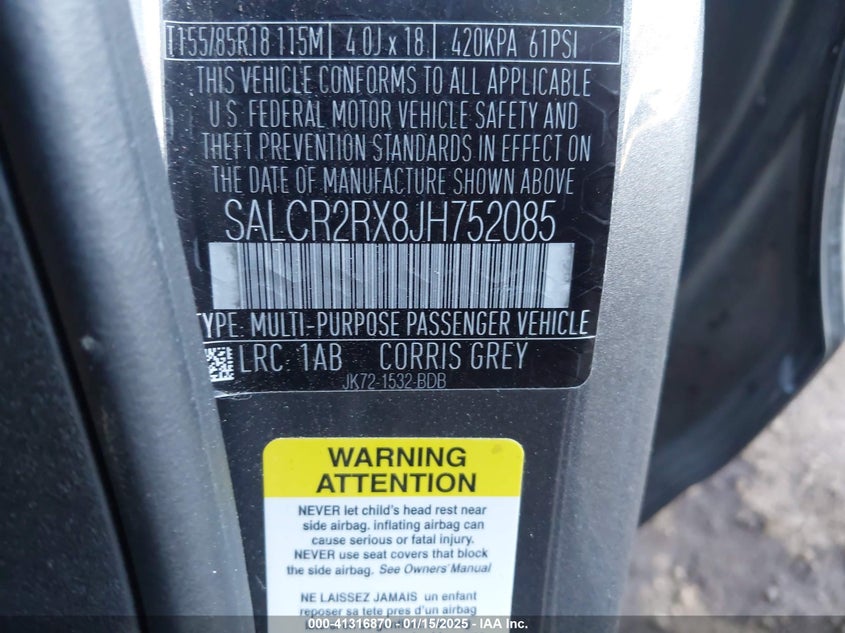 T155/85R18 115M 4.0J x 18 420KPA 61PSI
THIS VEHICLE CONFORMS TO ALL APPLICABLE
U.S. FEDERAL MOTOR VEHICLE SAFETY AND
THEFT PREVENTION STANDARDS IN EFFECT ON
THE DATE OF MANUFACTURE SHOWN ABOVE
SALCR2RX8JH752085
TYPE: MULTI-PURPOSE PASSENGER VEHICLE
LRC 1AB CORRIS GREY
JK72-1532-BDB
WARNING
ATTENTION
NEVER let child's head rest near
side airbag. inflating airbag can
cause serious or fatal injury.
NEVER use seat covers that block
the side airbag. See Owners' Manual
NE LAISSEZ JAMAIS un enfant
reposer sa tete pres d'un airbag
000-41316870 - 01/15/2025 - IAA Inc.